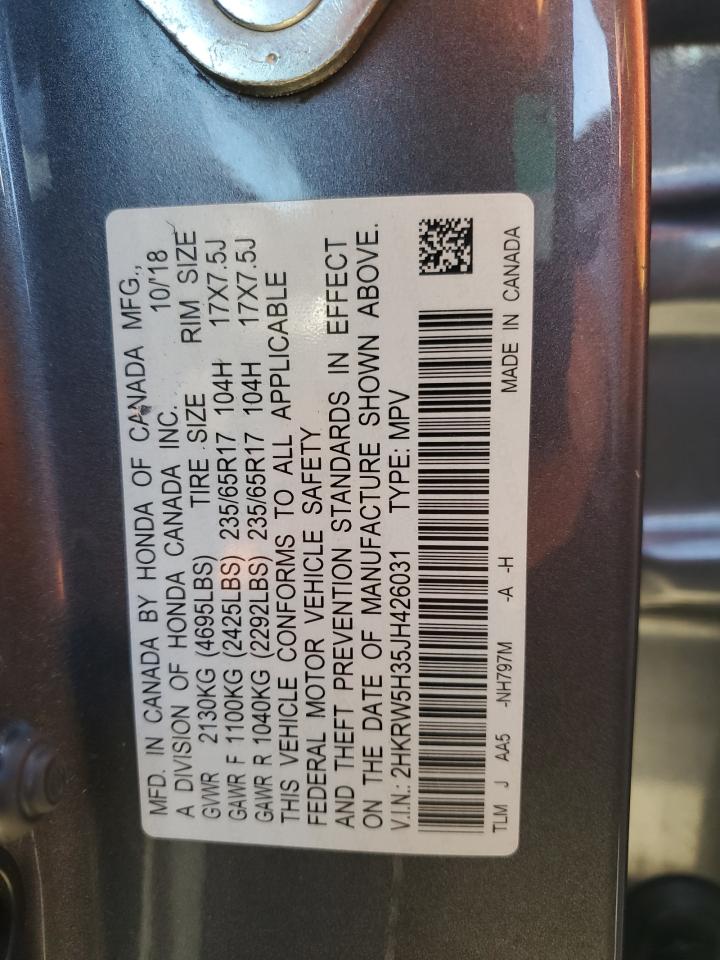 MFD. IN CANADA BY HONDA OF CANADA MFG.,
A DIVISION OF HONDA CANADA INC. 10/'18
GVWR 2130KG (4695LBS) TIRE SIZE RIM SIZE
GAWR F 1100KG (2425LBS) 235/65R17 104H 17X7.5J
GAWR R 1040KG (2292LBS) 235/65R17 104H 17X7.5J
THIS VEHICLE CONFORMS TO ALL APPLICABLE
FEDERAL MOTOR VEHICLE SAFETY
AND THEFT PREVENTION STANDARDS IN EFFECT
ON THE DATE OF MANUFACTURE SHOWN ABOVE.
V.I.N.: 2HKRW5H35JH426031 TYPE: MPV
TLM J AA5 -NH797M -A -H MADE IN CANADA